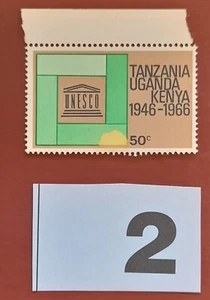 UNESCO
TANZANIA
UGANDA
KENYA
1946-1966
50c
2